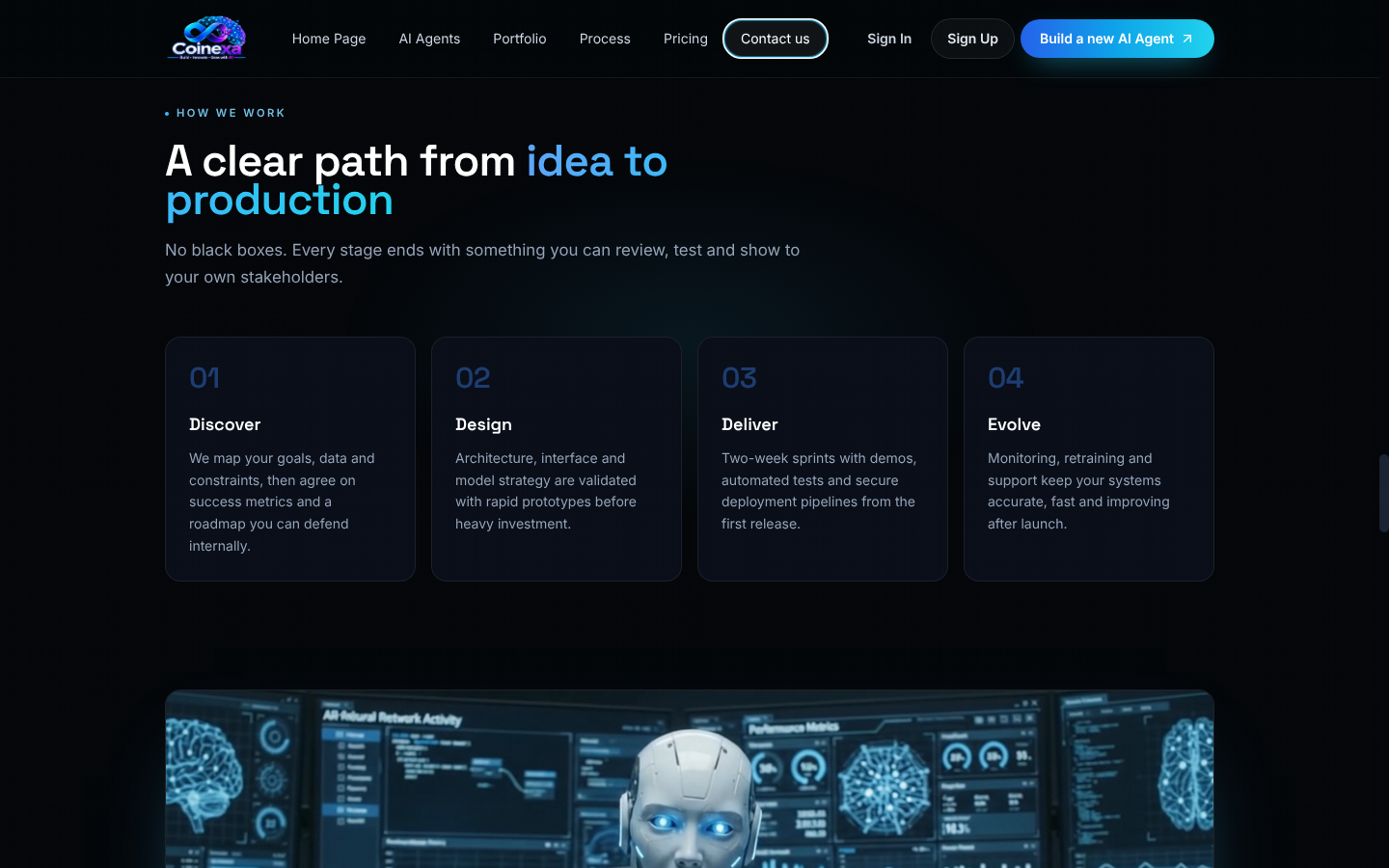 Coinexa
Home Page
AI Agents
Portfolio
Process
Pricing
Contact us
Sign In
Sign Up
Build a new AI Agent
HOW WE WORK
A clear path from idea to
production
No black boxes. Every stage ends with something you can review, test and show to
your own stakeholders.
01
Discover
We map your goals, data and
constraints, then agree on
success metrics and a
roadmap you can defend
internally.
02
Design
Architecture, interface and
model strategy are validated
with rapid prototypes before
heavy investment.
03
Deliver
Two-week sprints with demos,
automated tests and secure
deployment pipelines from the
first release.
04
Evolve
Monitoring, retraining and
support keep your systems
accurate, fast and improving
after launch.
Network Activity
Performance Metrics